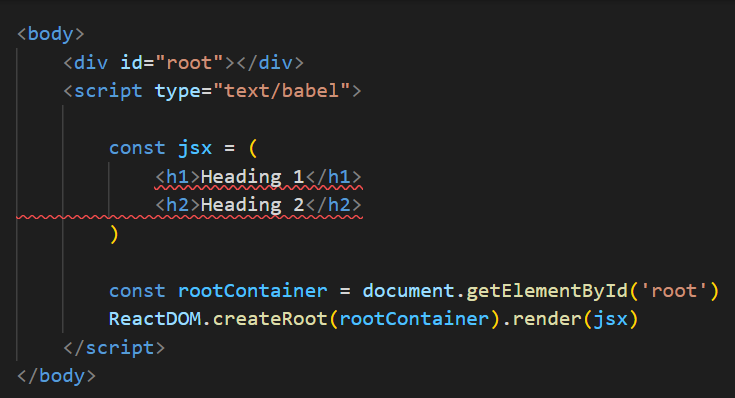 <body>
<div id="root"></div>
<script type="text/babel">
const jsx = (
<h1>Heading 1</h1>
<h2>Heading 2</h2>
)
const rootContainer = document.getElementById('root')
ReactDOM.createRoot(rootContainer).render(jsx)
</script>
</body>